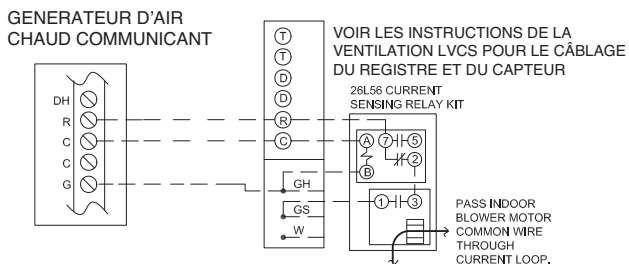 GENERATEUR D'AIR
CHAUD COMMUNICANT
DH
R
C
C
G
T
T
D
D
R
C
GH
GS
W
VOIR LES INSTRUCTIONS DE LA
VENTILATION LVCS POUR LE CÂBLAGE
DU REGISTRE ET DU CAPTEUR
26L56 CURRENT
SENSING RELAY KIT
A 7 5
2
B
1 3
PASS INDOOR
BLOWER MOTOR
COMMON WIRE
THROUGH
CURRENT LOOP.